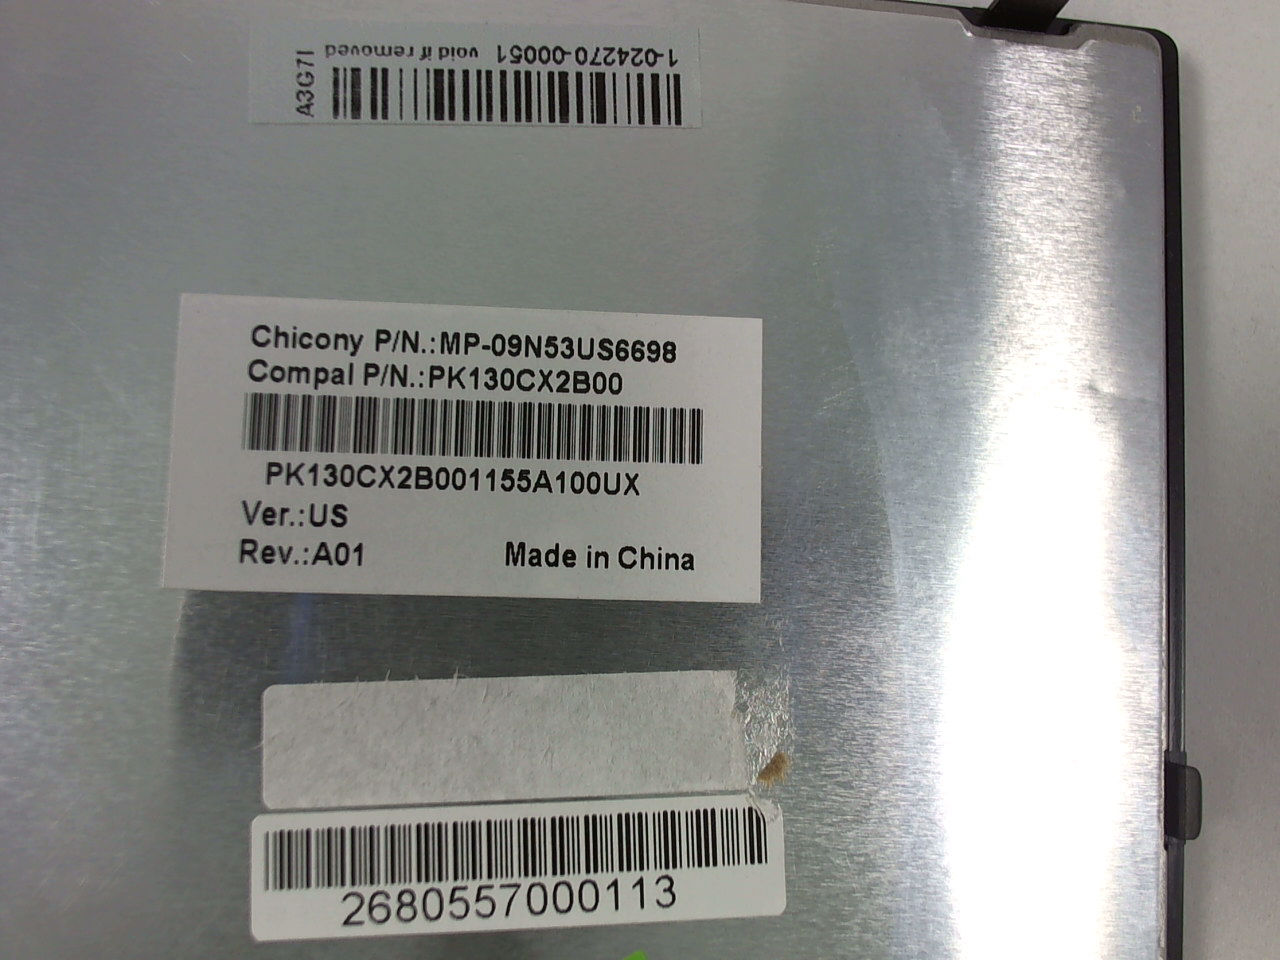 1-024270-00051 void if removed
A3G7I
Chicony P/N.:MP-09N53US6698
Compal P/N.:PK130CX2B00
PK130CX2B001155A100UX
Ver.:US
Rev.:A01 Made in China
2680557000113